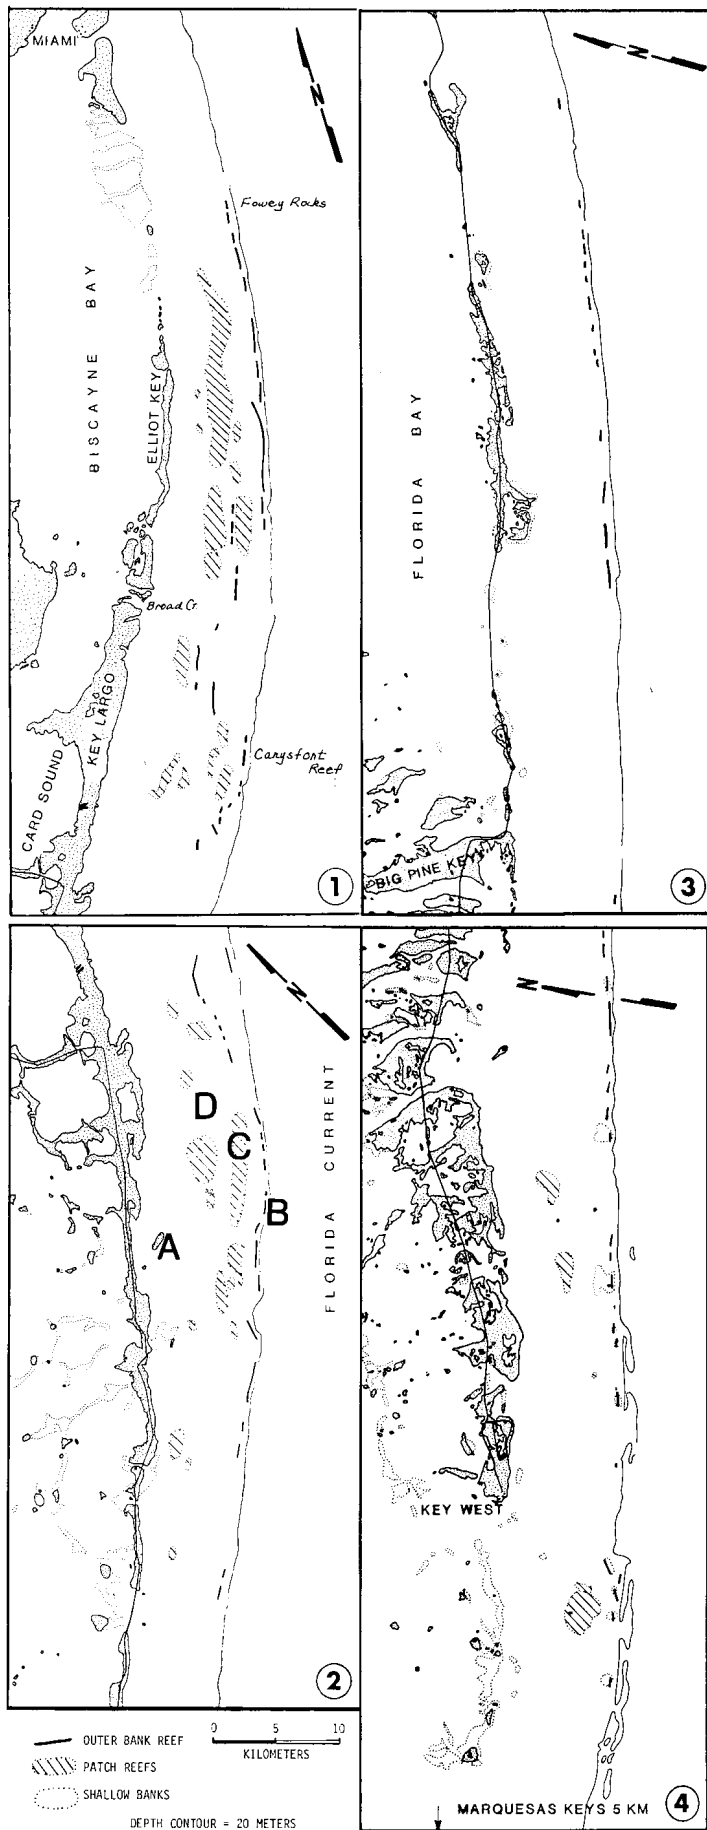 MIAMI
N
Fowey Rocks
BISCAYNE BAY
ELLIOT KEY
Broad Cr.
KEY LARGO
CARD SOUND
Carysfort Reef
1
N
FLORIDA BAY
BIG PINE KEY
3
N
D
C
B
A
FLORIDA CURRENT
2
N
KEY WEST
MARQUESAS KEYS 5 KM
4
OUTER BANK REEF
PATCH REEFS
SHALLOW BANKS
0 5 10
KILOMETERS
DEPTH CONTOUR = 20 METERS